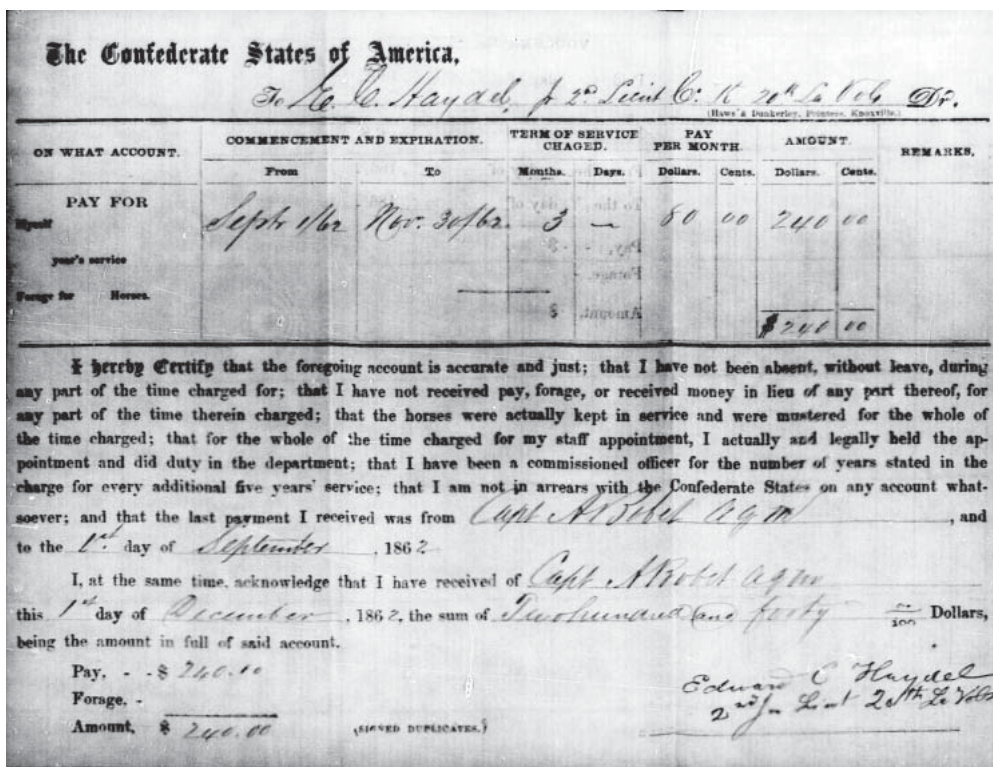 The Confederate States of America,
To E. C. Haydel, Jr 2d Lieut Co. K 20th La Vols Dr.
(Haws & Dunkerley, Printers, Knoxville.)
ON WHAT ACCOUNT. COMMENCEMENT AND EXPIRATION. TERM OF SERVICE CHAGED. PAY PER MONTH. AMOUNT. REMARKS.
From To Months. Days. Dollars. Cents. Dollars. Cents.
PAY FOR
Myself Septr 1/62 Nov. 30/62. 3 — 80 00 240 00
year's service
Forage for Horses.
$ 240 00
I hereby Certify that the foregoing account is accurate and just; that I have not been absent, without leave, during
any part of the time charged for; that I have not received pay, forage, or received money in lieu of any part thereof, for
any part of the time therein charged; that the horses were actually kept in service and were mustered for the whole of
the time charged; that for the whole of the time charged for my staff appointment, I actually and legally held the ap-
pointment and did duty in the department; that I have been a commissioned officer for the number of years stated in the
charge for every additional five years' service; that I am not in arrears with the Confederate States on any account what-
soever; and that the last payment I received was from Capt A Bobet aqm, and
to the 1st day of September, 1862
I, at the same time, acknowledge that I have received of Capt A Bobet aqm
this 1st day of December, 1862, the sum of Two hundred and forty 00/100 Dollars,
being the amount in full of said account.
Pay, - - $ 240.00
Forage, -
Amount, $ 240.00 (SIGNED DUPLICATES.)
Edward C Haydel
2nd Jr Lieut 20th La Vols